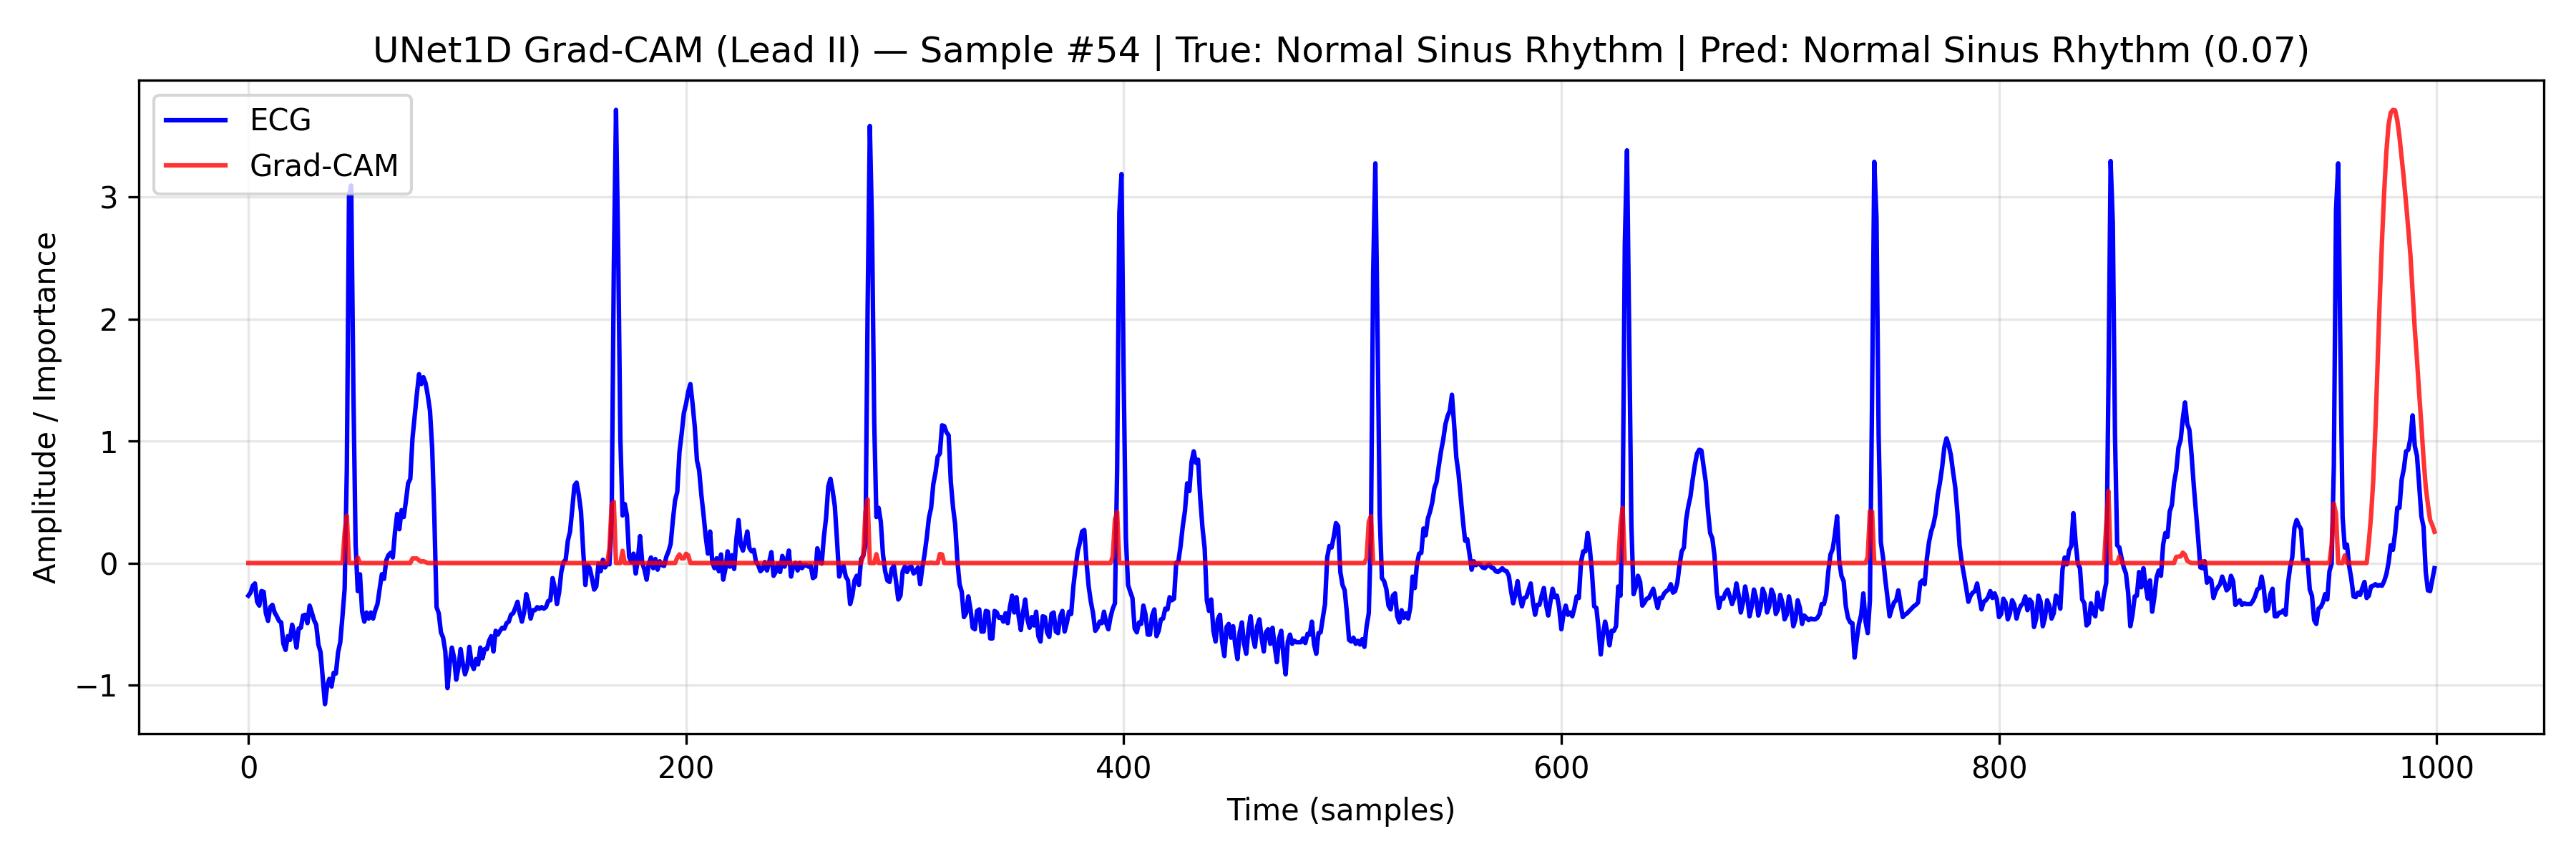 UNet1D Grad-CAM (Lead II) — Sample #54 | True: Normal Sinus Rhythm | Pred: Normal Sinus Rhythm (0.07)
ECG
Grad-CAM
Amplitude / Importance
3
2
1
0
−1
0
200
400
600
800
1000
Time (samples)